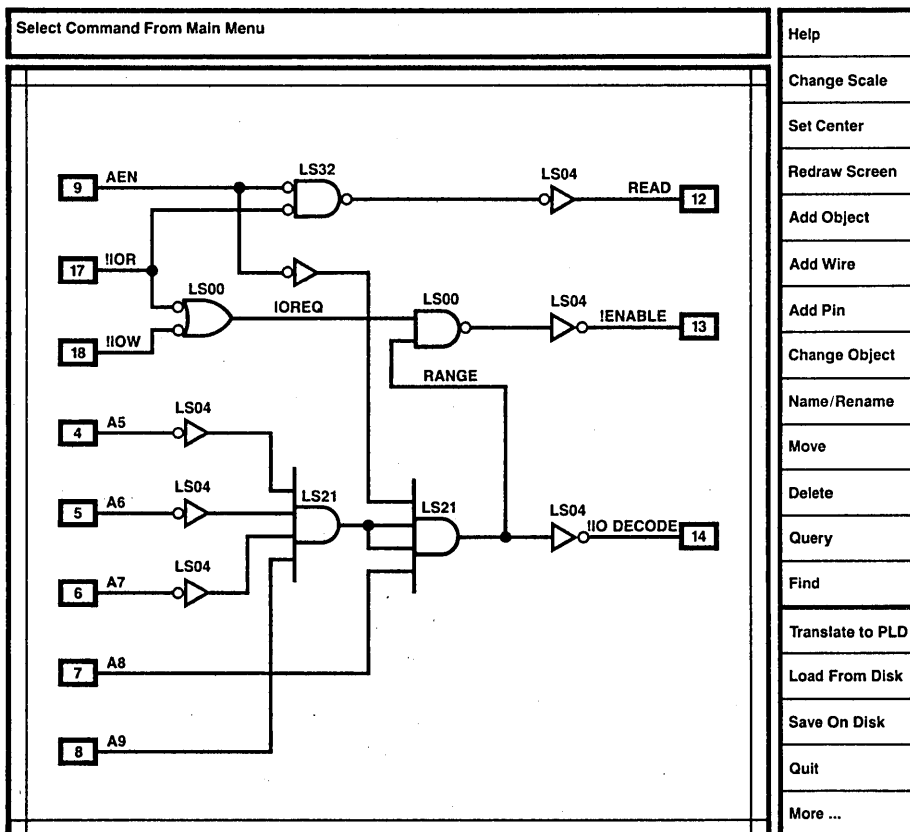 Select Command From Main Menu
Help
Change Scale
Set Center
Redraw Screen
Add Object
Add Wire
Add Pin
Change Object
Name/Rename
Move
Delete
Query
Find
Translate to PLD
Load From Disk
Save On Disk
Quit
More ...
9 AEN
LS32
LS04
READ 12
17 !IOR
LS00
IOREQ
LS00
LS04
!ENABLE 13
18 !IOW
RANGE
4 A5
LS04
5 A6
LS04
LS21
LS21
LS04
!IO DECODE 14
6 A7
LS04
7 A8
8 A9